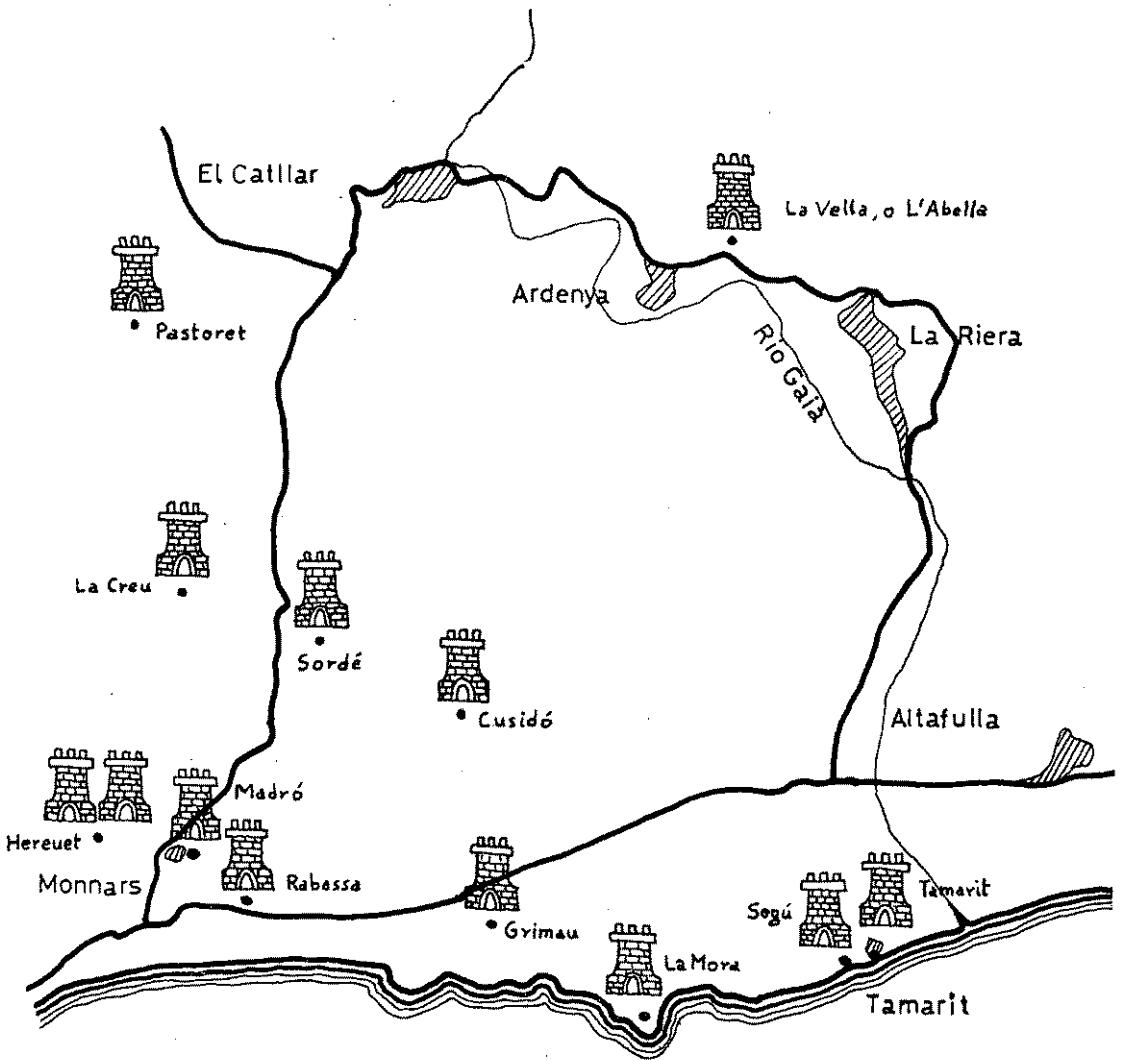 El Catllar
La Vella, o L'Abella
Pastoret
Ardenya
La Riera
Rio Gaià
La Creu
Sordé
Cusidó
Altafulla
Madró
Hereuet
Monnars
Rabassa
Grimau
Segú
Tamarit
La Mora
Tamarit